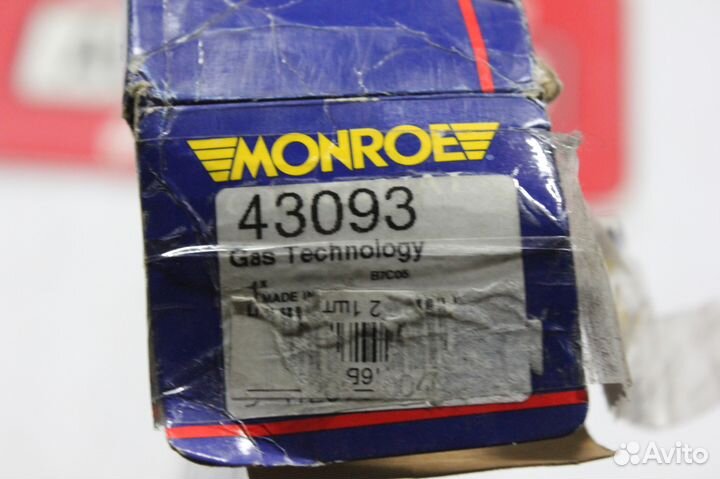 MONROE
43093
Gas Technology
B7C05
MADE IN
2 1шт
Avito